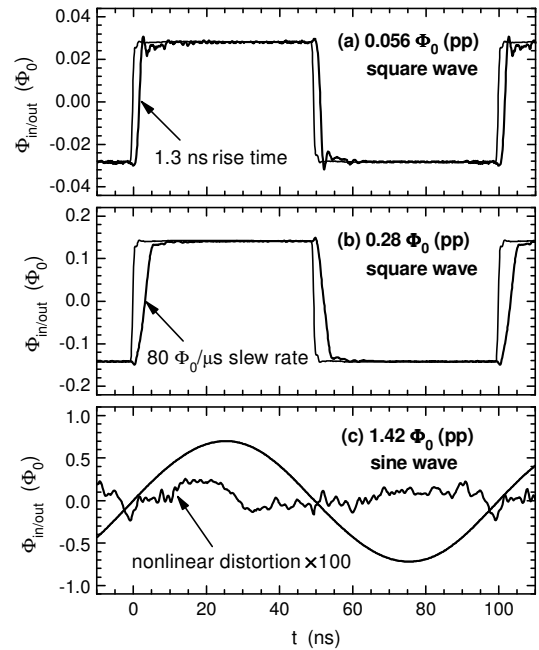 0.04
0.02
0.00
-0.02
-0.04
Φin/out (Φ0)
(a) 0.056 Φ0 (pp)
square wave
1.3 ns rise time
0.2
0.1
0.0
-0.1
-0.2
Φin/out (Φ0)
(b) 0.28 Φ0 (pp)
square wave
80 Φ0/μs slew rate
1.0
0.5
0.0
-0.5
-1.0
Φin/out (Φ0)
(c) 1.42 Φ0 (pp)
sine wave
nonlinear distortion×100
0 20 40 60 80 100
t (ns)